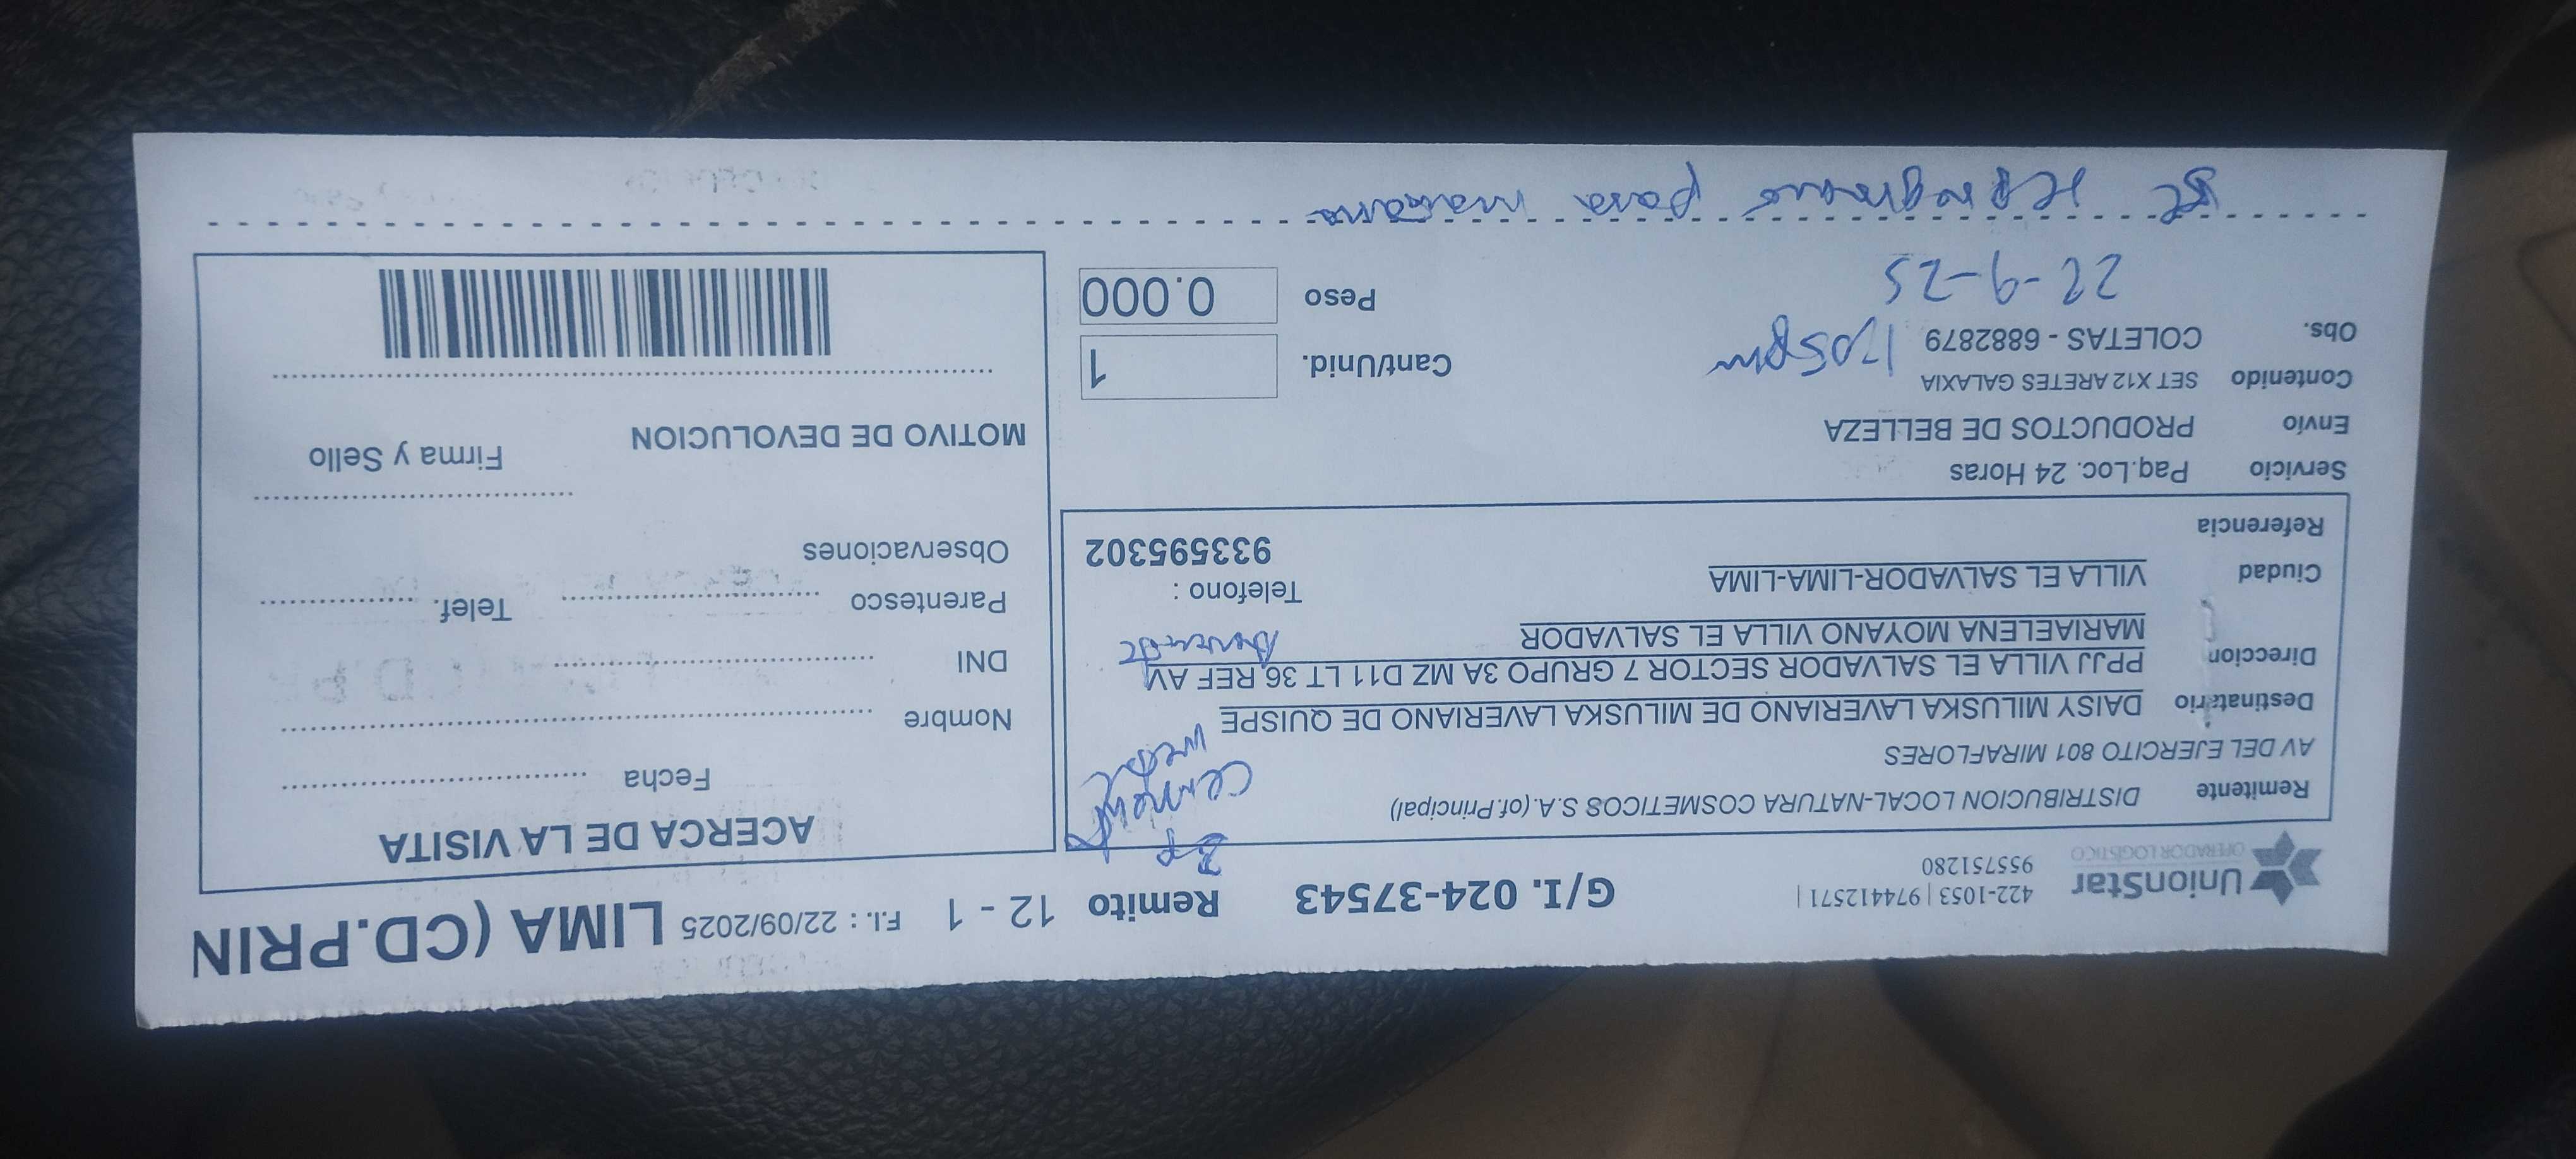 UnionStar
OPERADOR LOGÍSTICO
422-1053 | 974412571 |
955751280
G/I. 024-37543
Remito 12 - 1
F.I. : 22/09/2025
LIMA (CD.PRIN
Remitente DISTRIBUCION LOCAL-NATURA COSMETICOS S.A. (of.Principal)
AV DEL EJERCITO 801 MIRAFLORES
Destinatario DAISY MILUSKA LAVERIANO DE MILUSKA LAVERIANO DE QUISPE
Direccion PPJJ VILLA EL SALVADOR SECTOR 7 GRUPO 3A MZ D11 LT 36 REF AV
MARIAELENA MOYANO VILLA EL SALVADOR
Ciudad VILLA EL SALVADOR-LIMA-LIMA
Telefono :
933595302
Referencia
Servicio Paq.Loc. 24 Horas
Envío PRODUCTOS DE BELLEZA
Contenido SET X12 ARETES GALAXIA
Obs. COLETAS - 6882879
Cant/Unid. 1
Peso 0.000
22-9-25
Se reprogramo para mañana
ACERCA DE LA VISITA
Fecha
Nombre
DNI
Parentesco Telef.
Observaciones
MOTIVO DE DEVOLUCION Firma y Sello